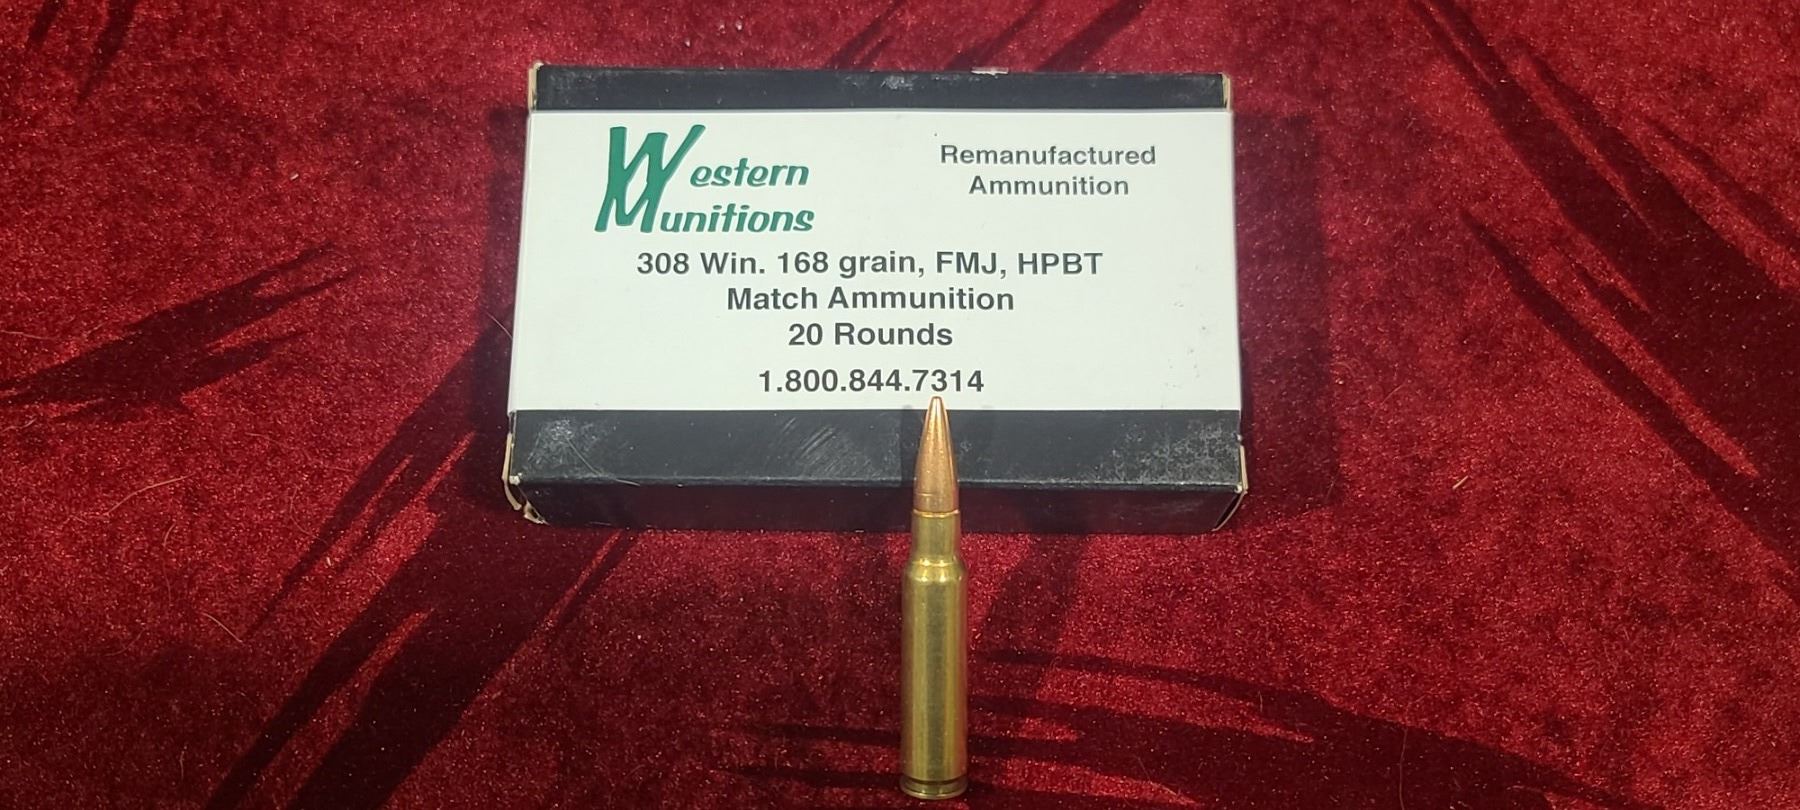 Western
Munitions
Remanufactured
Ammunition
308 Win. 168 grain, FMJ, HPBT
Match Ammunition
20 Rounds
1.800.844.7314